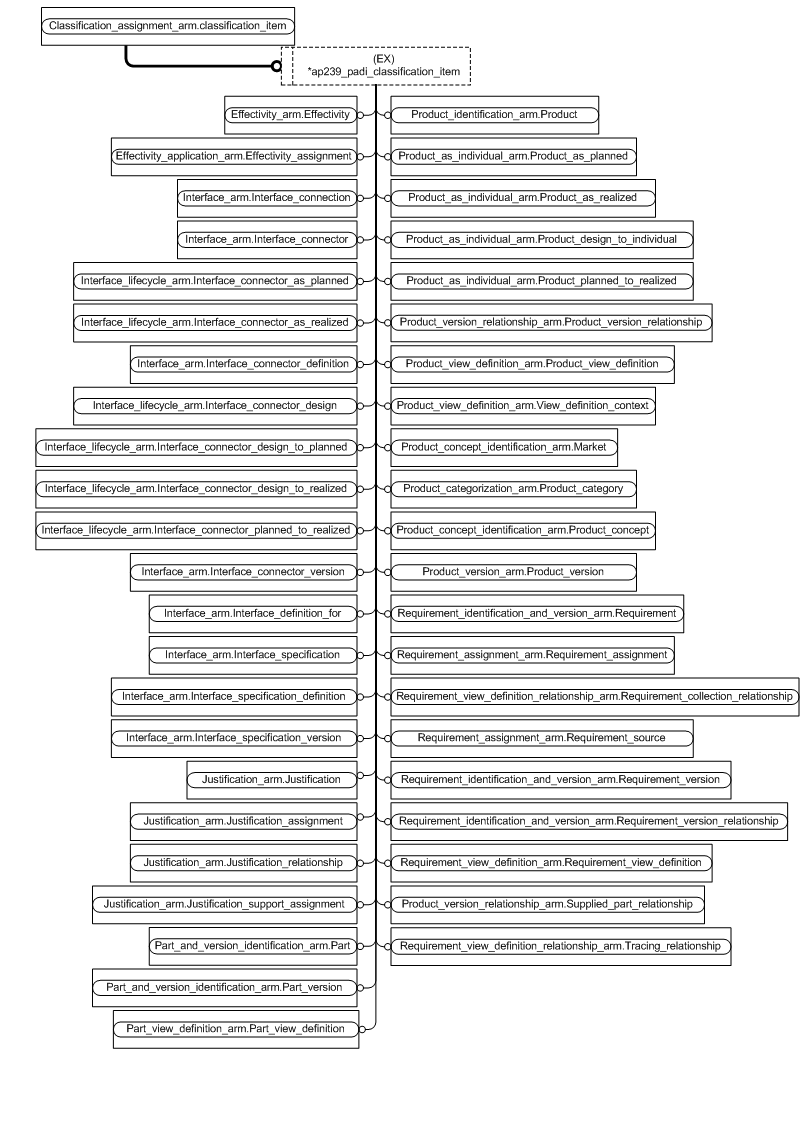 Classification_assignment_arm.classification_item
(EX)
*ap239_padi_classification_item
Effectivity_arm.Effectivity
Product_identification_arm.Product
Effectivity_application_arm.Effectivity_assignment
Product_as_individual_arm.Product_as_planned
Interface_arm.Interface_connection
Product_as_individual_arm.Product_as_realized
Interface_arm.Interface_connector
Product_as_individual_arm.Product_design_to_individual
Interface_lifecycle_arm.Interface_connector_as_planned
Product_as_individual_arm.Product_planned_to_realized
Interface_lifecycle_arm.Interface_connector_as_realized
Product_version_relationship_arm.Product_version_relationship
Interface_arm.Interface_connector_definition
Product_view_definition_arm.Product_view_definition
Interface_lifecycle_arm.Interface_connector_design
Product_view_definition_arm.View_definition_context
Interface_lifecycle_arm.Interface_connector_design_to_planned
Product_concept_identification_arm.Market
Interface_lifecycle_arm.Interface_connector_design_to_realized
Product_categorization_arm.Product_category
Interface_lifecycle_arm.Interface_connector_planned_to_realized
Product_concept_identification_arm.Product_concept
Interface_arm.Interface_connector_version
Product_version_arm.Product_version
Interface_arm.Interface_definition_for
Requirement_identification_and_version_arm.Requirement
Interface_arm.Interface_specification
Requirement_assignment_arm.Requirement_assignment
Interface_arm.Interface_specification_definition
Requirement_view_definition_relationship_arm.Requirement_collection_relationship
Interface_arm.Interface_specification_version
Requirement_assignment_arm.Requirement_source
Justification_arm.Justification
Requirement_identification_and_version_arm.Requirement_version
Justification_arm.Justification_assignment
Requirement_identification_and_version_arm.Requirement_version_relationship
Justification_arm.Justification_relationship
Requirement_view_definition_arm.Requirement_view_definition
Justification_arm.Justification_support_assignment
Product_version_relationship_arm.Supplied_part_relationship
Part_and_version_identification_arm.Part
Requirement_view_definition_relationship_arm.Tracing_relationship
Part_and_version_identification_arm.Part_version
Part_view_definition_arm.Part_view_definition